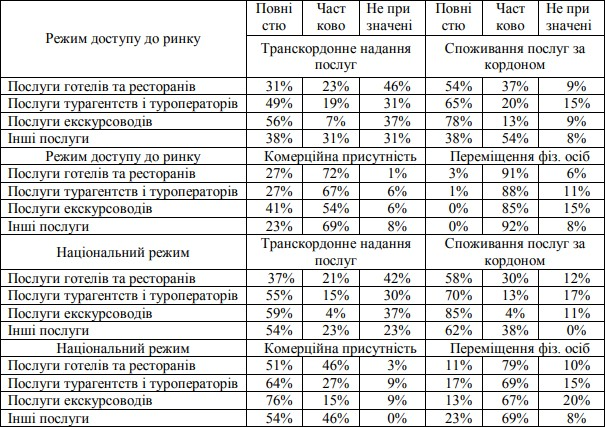 Режим доступу до ринку Повні стю Част ково Не при значені Повні стю Част ково Не при значені
Транскордонне надання послуг Споживання послуг за кордоном
Послуги готелів та ресторанів 31% 23% 46% 54% 37% 9%
Послуги турагентств і туроператорів 49% 19% 31% 65% 20% 15%
Послуги екскурсоводів 56% 7% 37% 78% 13% 9%
Інші послуги 38% 31% 31% 38% 54% 8%
Режим доступу до ринку Комерційна присутність Переміщення фіз. осіб
Послуги готелів та ресторанів 27% 72% 1% 3% 91% 6%
Послуги турагентств і туроператорів 27% 67% 6% 1% 88% 11%
Послуги екскурсоводів 41% 54% 6% 0% 85% 15%
Інші послуги 23% 69% 8% 0% 92% 8%
Національний режим Транскордонне надання послуг Споживання послуг за кордоном
Послуги готелів та ресторанів 37% 21% 42% 58% 30% 12%
Послуги турагентств і туроператорів 55% 15% 30% 70% 13% 17%
Послуги екскурсоводів 59% 4% 37% 85% 4% 11%
Інші послуги 54% 23% 23% 62% 38% 0%
Національний режим Комерційна присутність Переміщення фіз. осіб
Послуги готелів та ресторанів 51% 46% 3% 11% 79% 10%
Послуги турагентств і туроператорів 64% 27% 9% 17% 69% 15%
Послуги екскурсоводів 76% 15% 9% 13% 67% 20%
Інші послуги 54% 46% 0% 23% 69% 8%